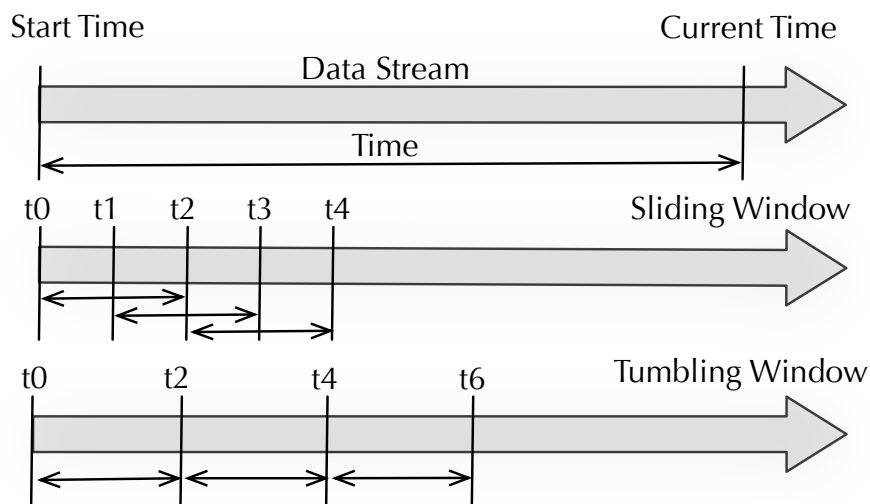 Start Time
Current Time
Data Stream
Time
t0 t1 t2 t3 t4
Sliding Window
t0 t2 t4 t6
Tumbling Window